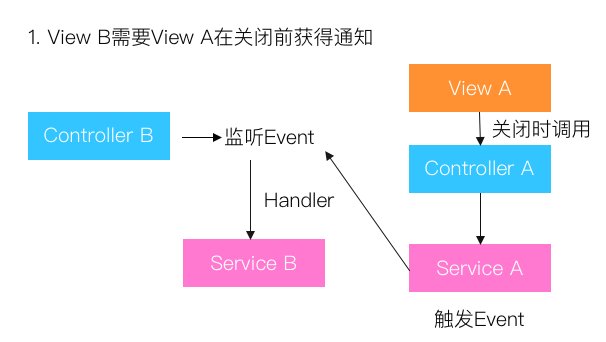 1. View B需要View A在关闭前获得通知
View A
关闭时调用
Controller B
监听Event
Controller A
Handler
Service B
Service A
触发Event